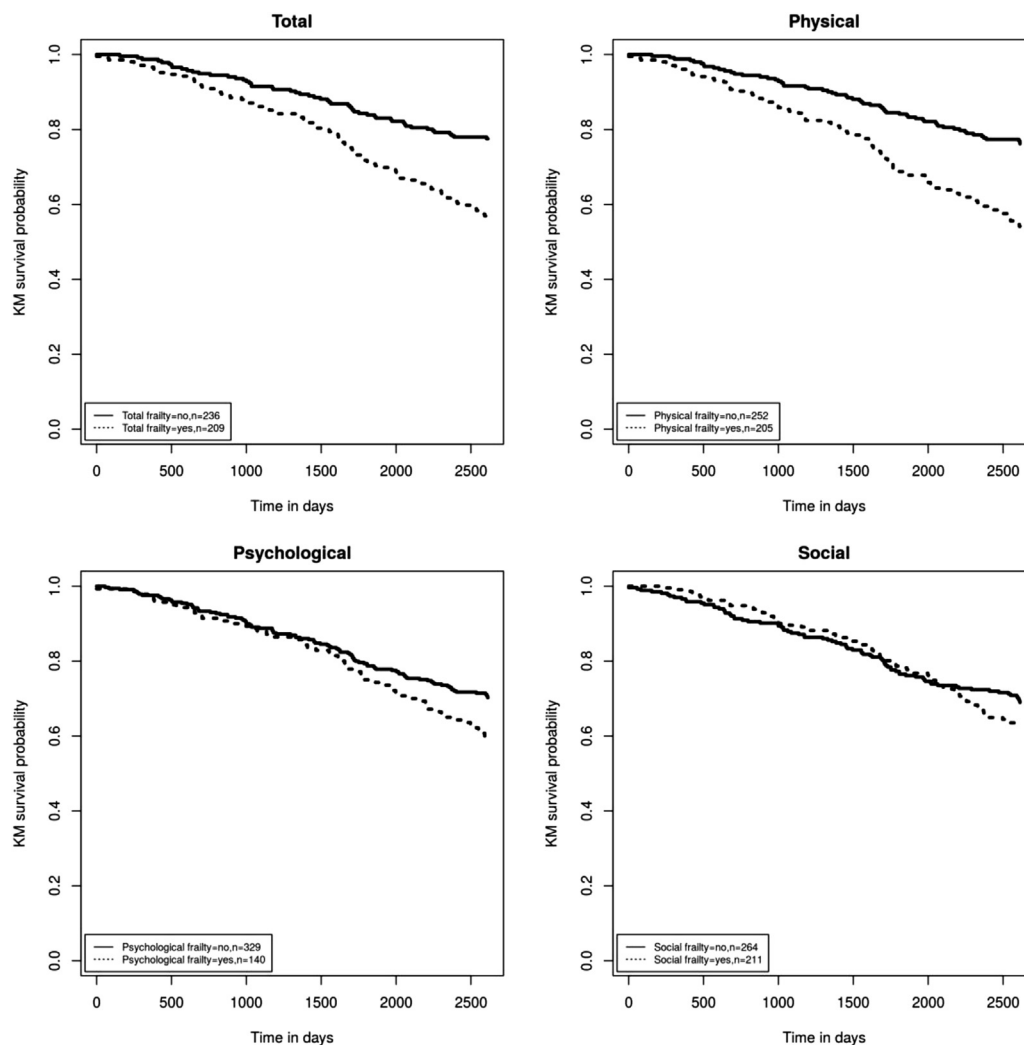 Total
KM survival probability
1.0
0.8
0.6
0.4
0.2
0.0
Total frailty=no,n=236
Total frailty=yes,n=209
0 500 1000 1500 2000 2500
Time in days
Physical
KM survival probability
1.0
0.8
0.6
0.4
0.2
0.0
Physical frailty=no,n=252
Physical frailty=yes,n=205
0 500 1000 1500 2000 2500
Time in days
Psychological
KM survival probability
1.0
0.8
0.6
0.4
0.2
0.0
Psychological frailty=no,n=329
Psychological frailty=yes,n=140
0 500 1000 1500 2000 2500
Time in days
Social
KM survival probability
1.0
0.8
0.6
0.4
0.2
0.0
Social frailty=no,n=264
Social frailty=yes,n=211
0 500 1000 1500 2000 2500
Time in days